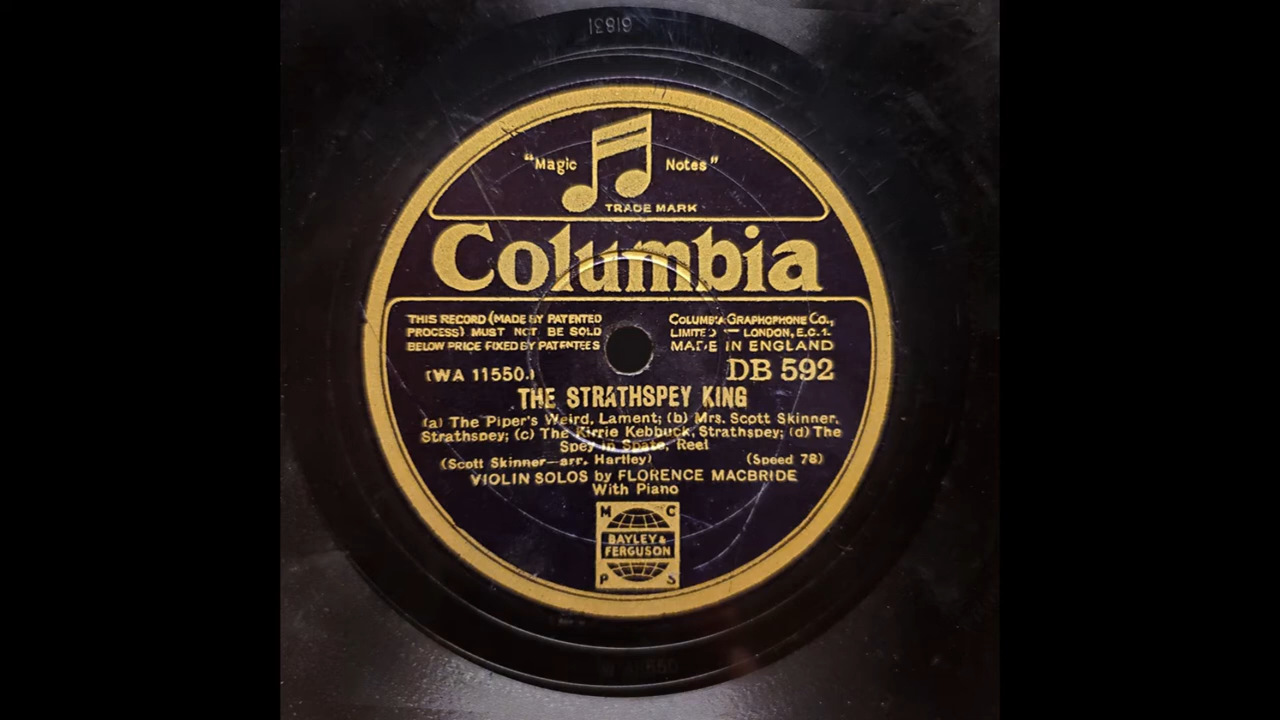 "Magic Notes"
TRADE MARK
Columbia
THIS RECORD (MADE BY PATENTED
PROCESS) MUST NOT BE SOLD
BELOW PRICE FIXED BY PATENTEES
COLUMBIA GRAPHOPHONE CO.,
LIMITED — LONDON, E.C.1.
MADE IN ENGLAND
(WA 11550.)
DB 592
THE STRATHSPEY KING
(a) The Piper's Weird, Lament; (b) Mrs. Scott Skinner,
Strathspey; (c) The Kirrie Kebbuck, Strathspey; (d) The
Spey in Spate, Reel
(Scott Skinner—arr. Hartley) (Speed 78)
VIOLIN SOLOS by FLORENCE MACBRIDE
With Piano
M C
BAYLEY &
FERGUSON
P S